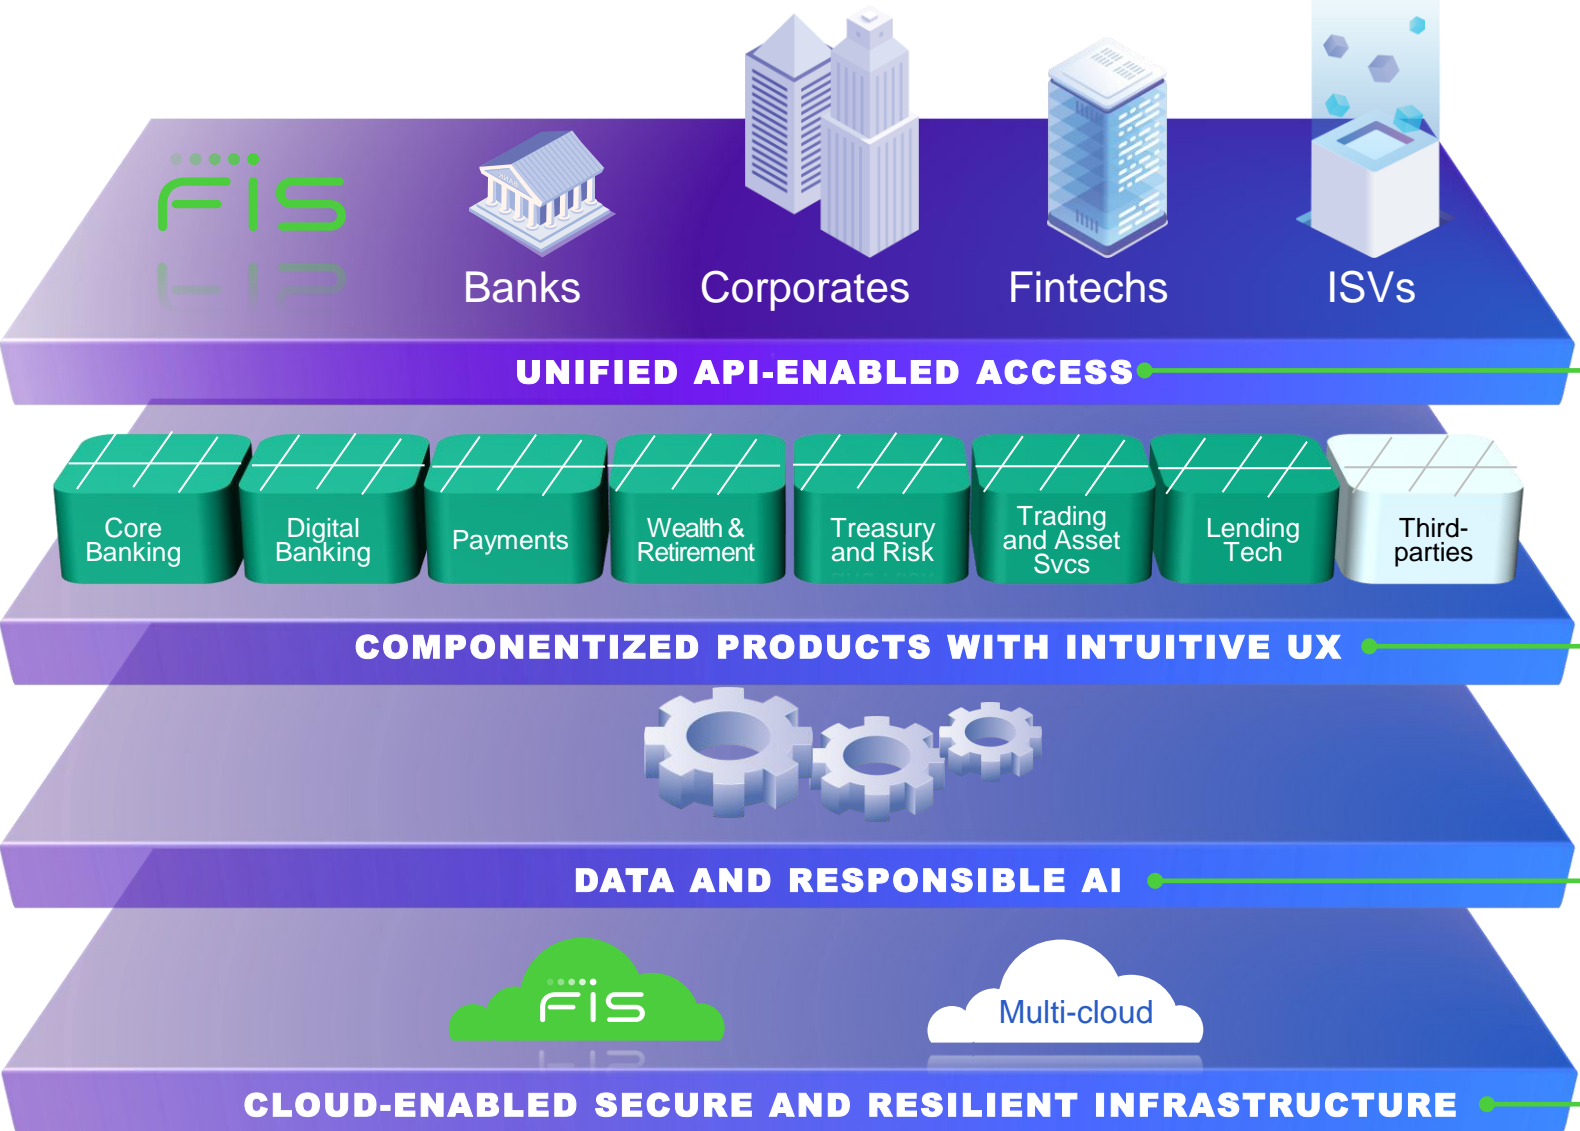 FIS
BANK
Banks
Corporates
Fintechs
ISVs
UNIFIED API-ENABLED ACCESS
Core
Banking
Digital
Banking
Payments
Wealth &
Retirement
Treasury
and Risk
Trading
and Asset
Svcs
Lending
Tech
Third-
parties
COMPONENTIZED PRODUCTS WITH INTUITIVE UX
DATA AND RESPONSIBLE AI
FIS
Multi-cloud
CLOUD-ENABLED SECURE AND RESILIENT INFRASTRUCTURE